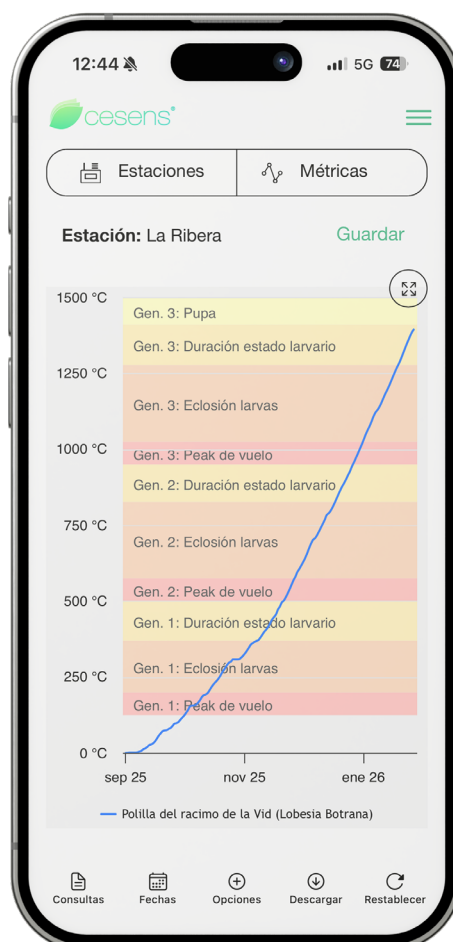 12:44 5G 74
cesens®
Estaciones Métricas
Estación: La Ribera Guardar
1500 °C
Gen. 3: Pupa
Gen. 3: Duración estado larvario
1250 °C
Gen. 3: Eclosión larvas
1000 °C
Gen. 3: Peak de vuelo
Gen. 2: Duración estado larvario
750 °C
Gen. 2: Eclosión larvas
Gen. 2: Peak de vuelo
500 °C
Gen. 1: Duración estado larvario
Gen. 1: Eclosión larvas
250 °C
Gen. 1: Peak de vuelo
0 °C
sep 25 nov 25 ene 26
Polilla del racimo de la Vid (Lobesia Botrana)
Consultas Fechas Opciones Descargar Restablecer